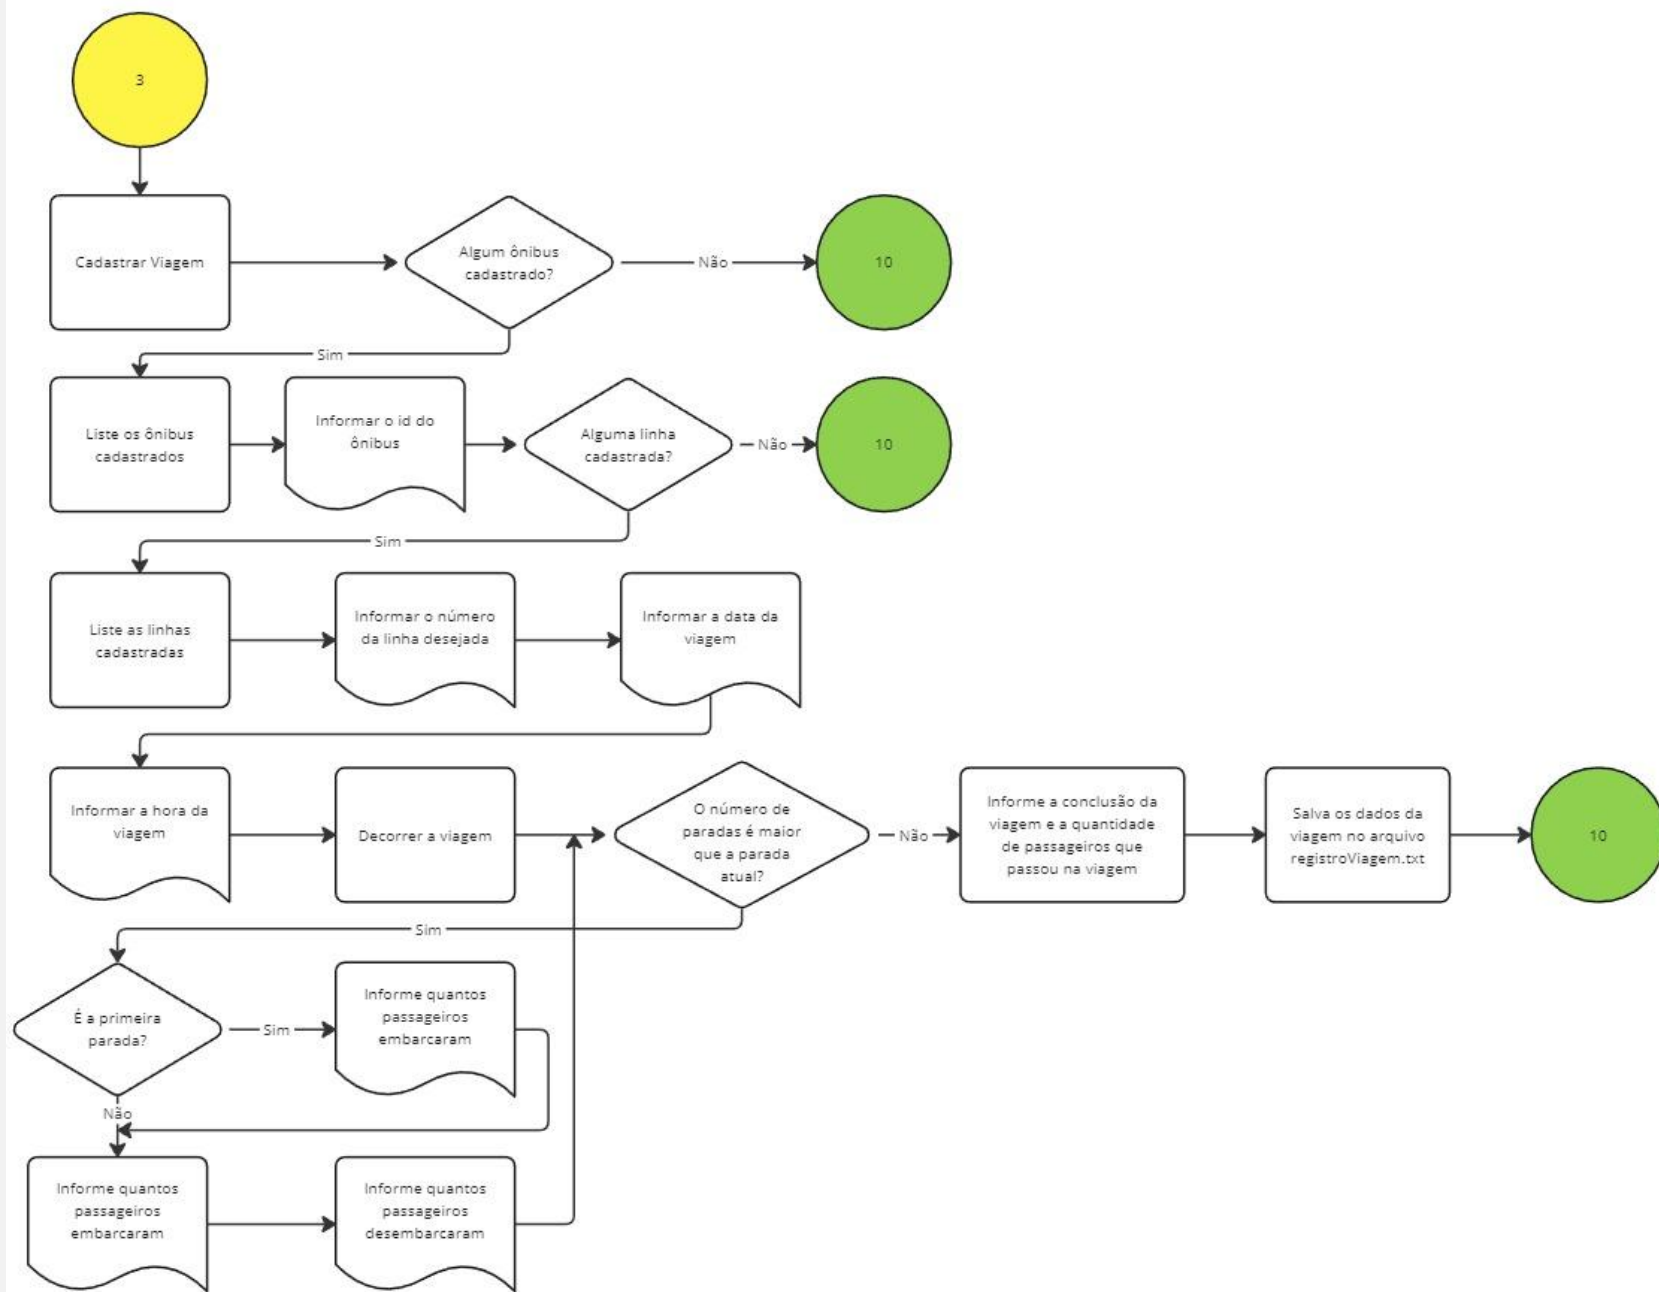 3
Cadastrar Viagem
Algum ônibus
cadastrado?
Não
10
Sim
Liste os ônibus
cadastrados
Informar o id do
ônibus
Alguma linha
cadastrada?
Não
10
Sim
Liste as linhas
cadastradas
Informar o número
da linha desejada
Informar a data da
viagem
Informar a hora da
viagem
Decorrer a viagem
O número de
paradas é maior
que a parada
atual?
Não
Informe a conclusão da
viagem e a quantidade
de passageiros que
passou na viagem
Salva os dados da
viagem no arquivo
registroViagem.txt
10
Sim
É a primeira
parada?
Sim
Informe quantos
passageiros
embarcaram
Não
Informe quantos
passageiros
embarcaram
Informe quantos
passageiros
desembarcaram